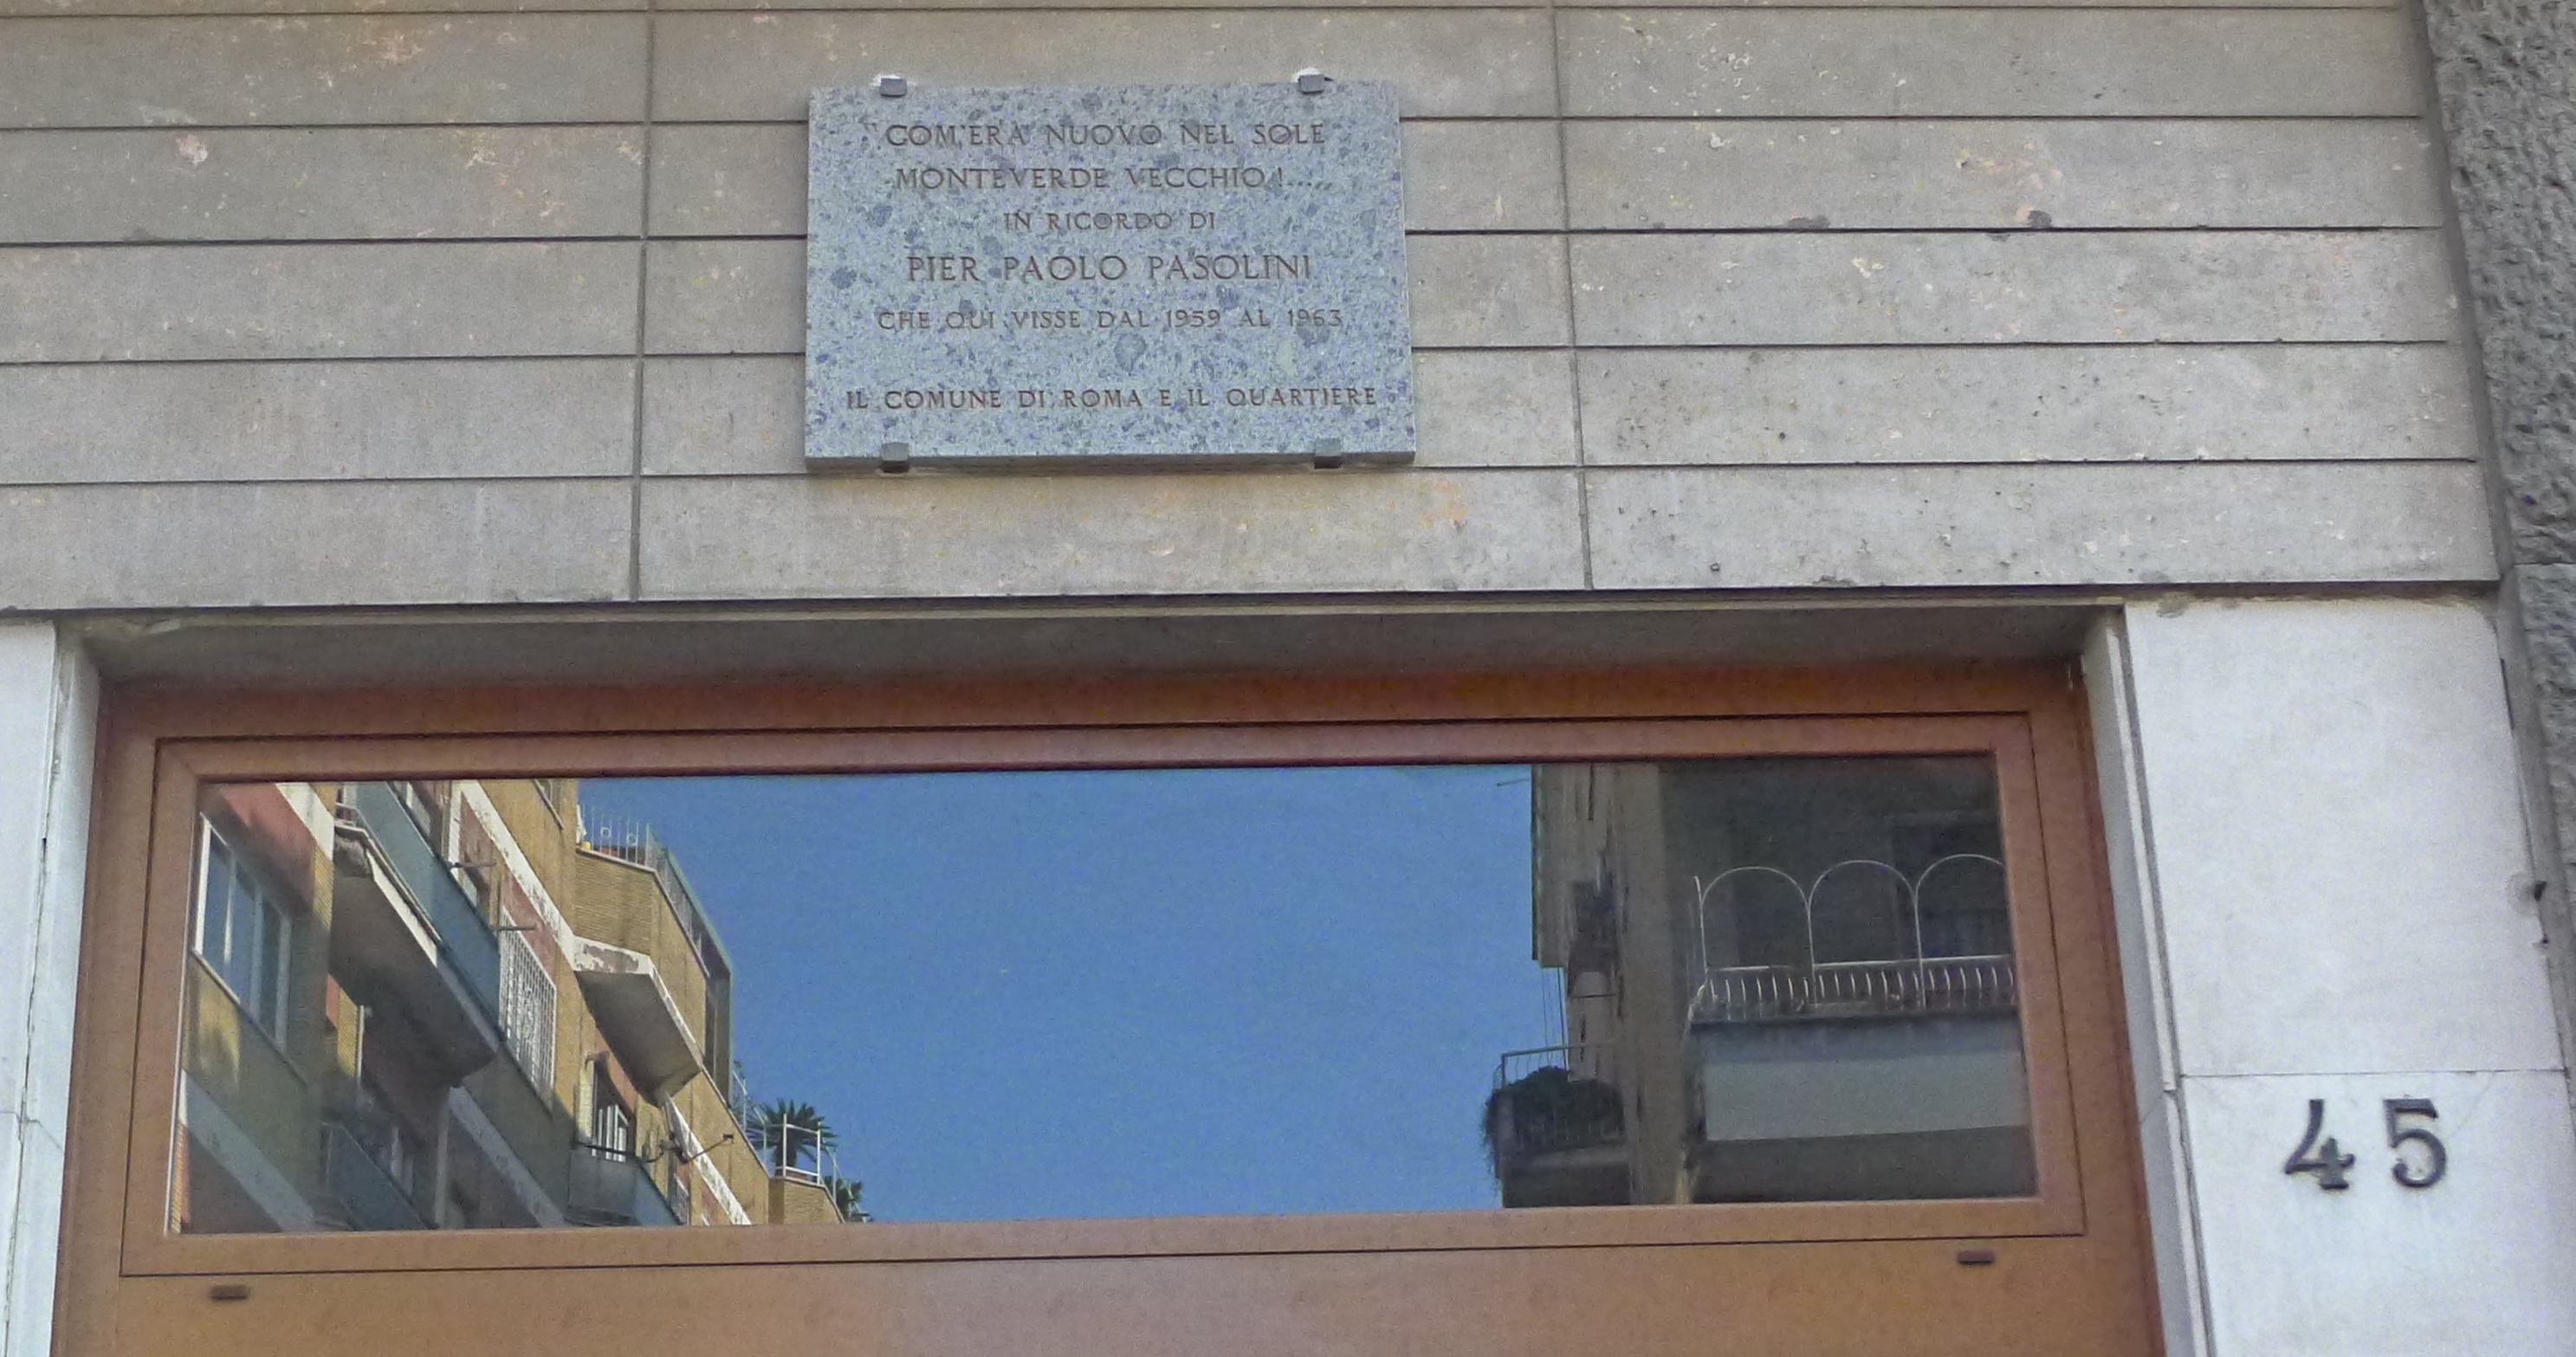 "COM'ERA NUOVO NEL SOLE
MONTEVERDE VECCHIO!....."
IN RICORDO DI
PIER PAOLO PASOLINI
CHE QUI VISSE DAL 1959 AL 1963
IL COMUNE DI ROMA E IL QUARTIERE
45